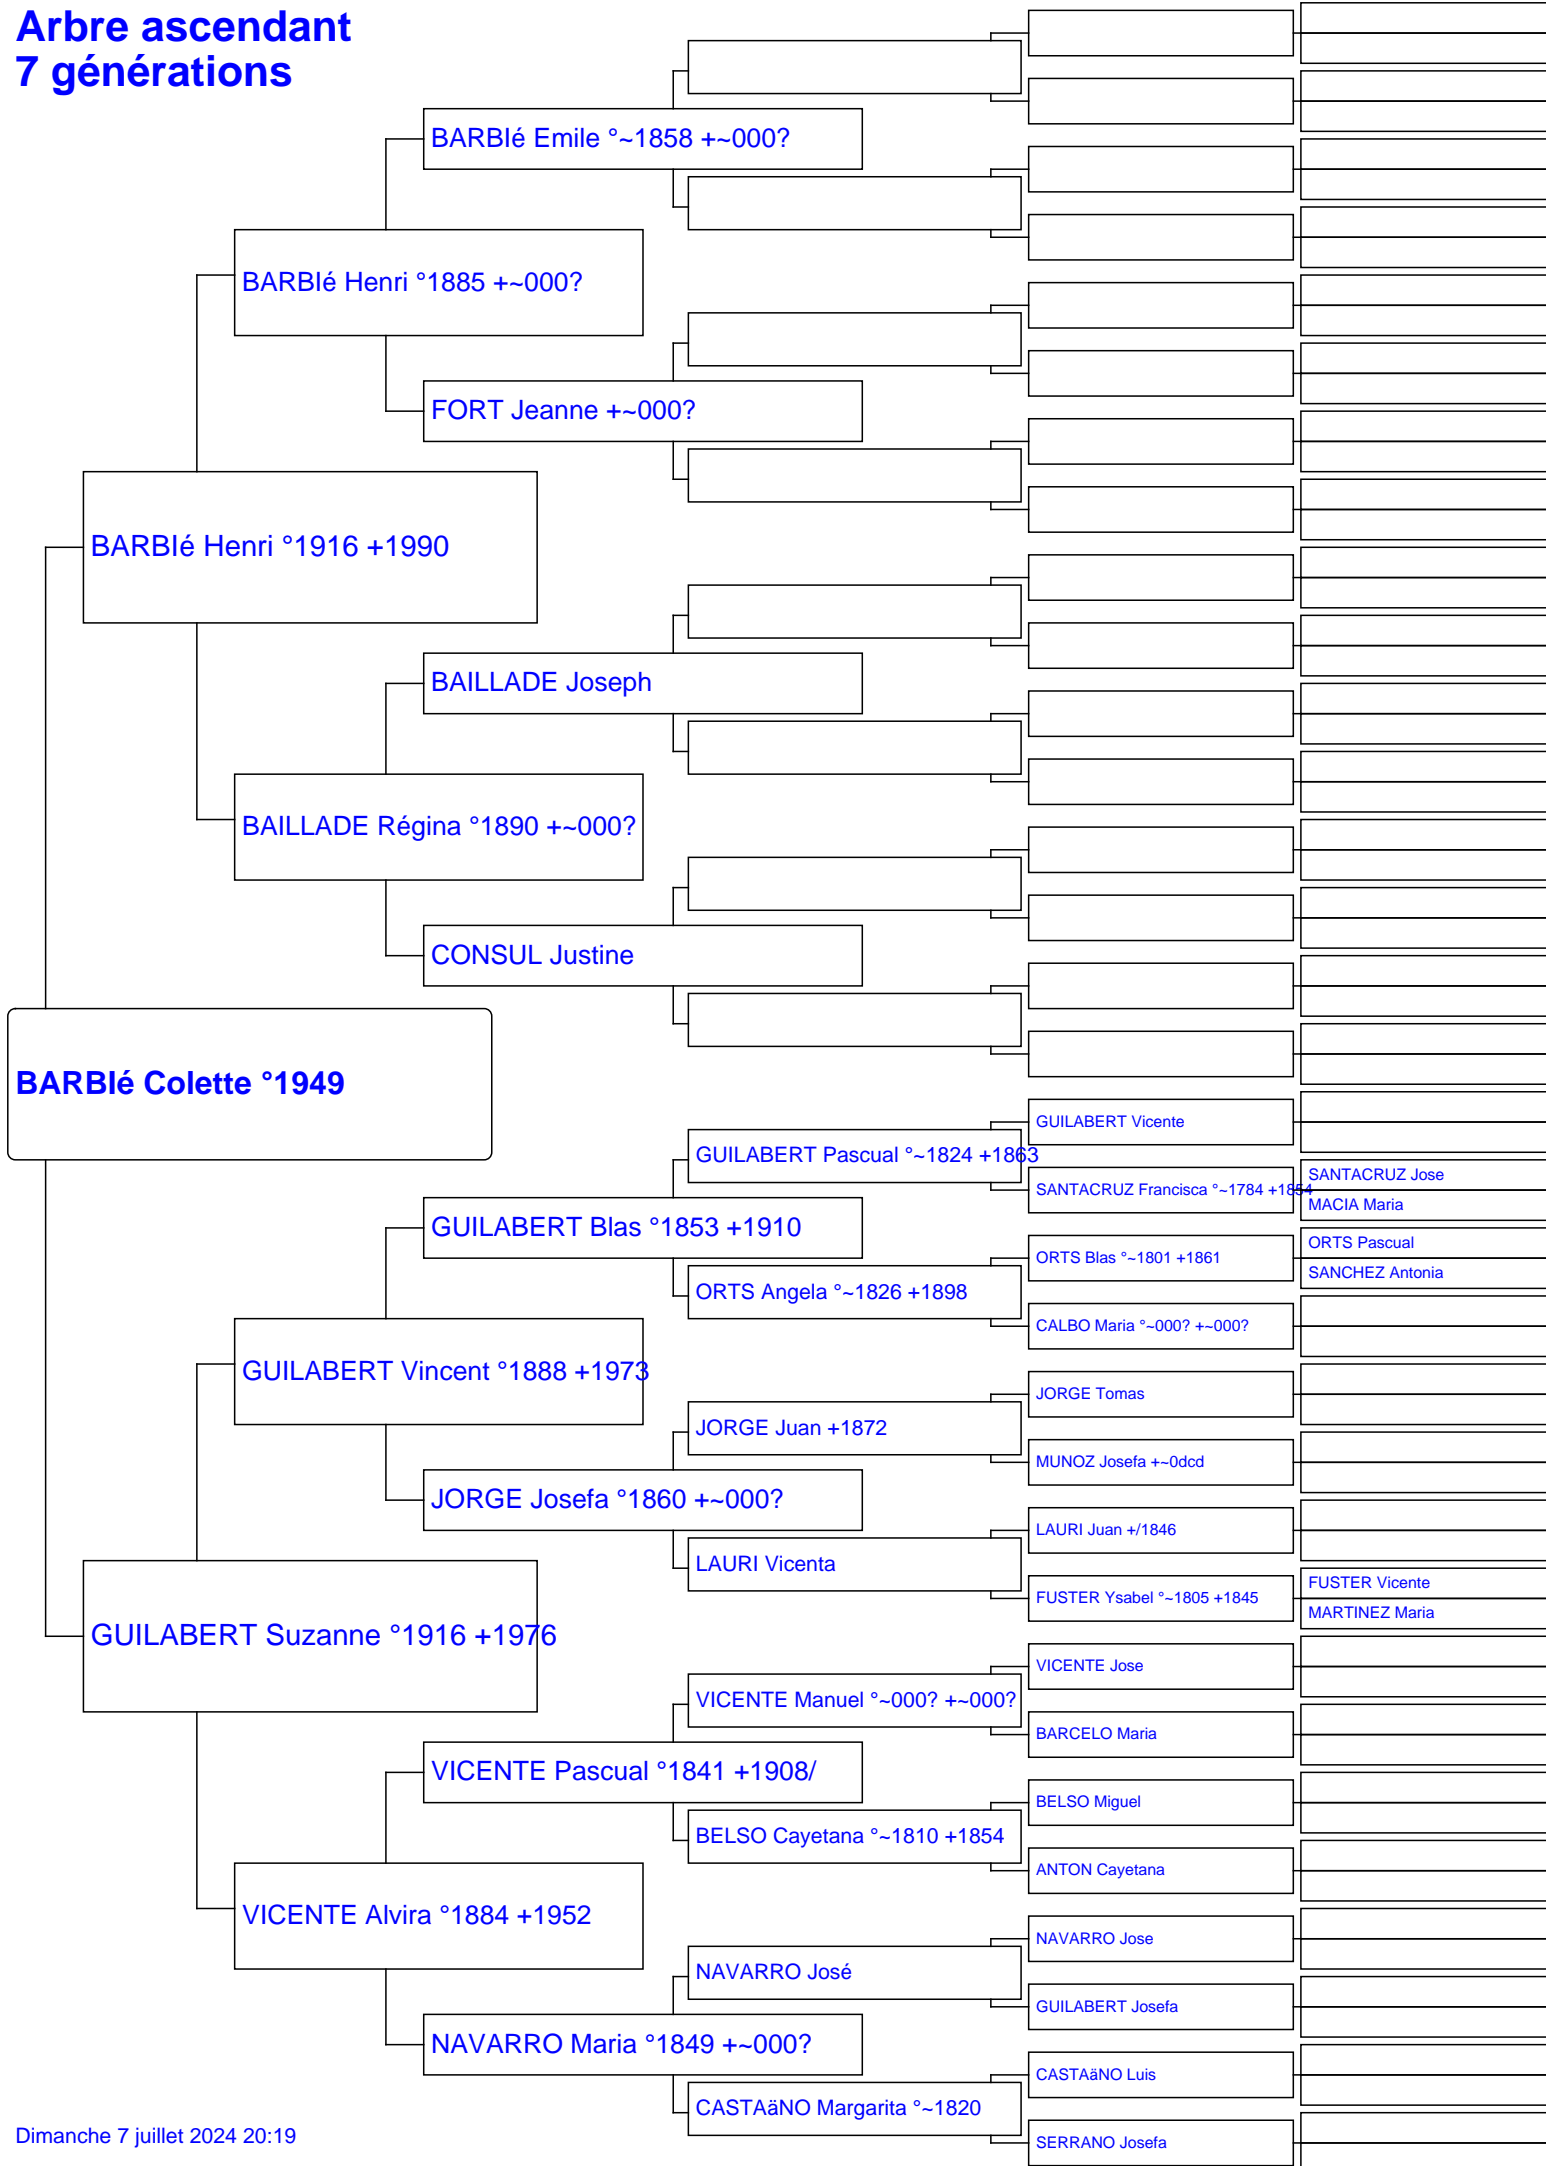 Arbre ascendant
7 générations
BARBIé Emile °~1858 +~000?
BARBIé Henri °1885 +~000?
FORT Jeanne +~000?
BARBIé Henri °1916 +1990
BAILLADE Joseph
BAILLADE Régina °1890 +~000?
CONSUL Justine
BARBIé Colette °1949
GUILABERT Vicente
GUILABERT Pascual °~1824 +1863
SANTACRUZ Jose
SANTACRUZ Francisca °~1784 +1854
MACIA Maria
GUILABERT Blas °1853 +1910
ORTS Pascual
ORTS Blas °~1801 +1861
SANCHEZ Antonia
ORTS Angela °~1826 +1898
CALBO Maria °~000? +~000?
GUILABERT Vincent °1888 +1973
JORGE Tomas
JORGE Juan +1872
MUNOZ Josefa +~0dcd
JORGE Josefa °1860 +~000?
LAURI Juan +/1846
LAURI Vicenta
FUSTER Vicente
FUSTER Ysabel °~1805 +1845
MARTINEZ Maria
GUILABERT Suzanne °1916 +1976
VICENTE Jose
VICENTE Manuel °~000? +~000?
BARCELO Maria
VICENTE Pascual °1841 +1908/
BELSO Miguel
BELSO Cayetana °~1810 +1854
ANTON Cayetana
VICENTE Alvira °1884 +1952
NAVARRO Jose
NAVARRO José
GUILABERT Josefa
NAVARRO Maria °1849 +~000?
CASTAäNO Luis
CASTAäNO Margarita °~1820
SERRANO Josefa
Dimanche 7 juillet 2024 20:19